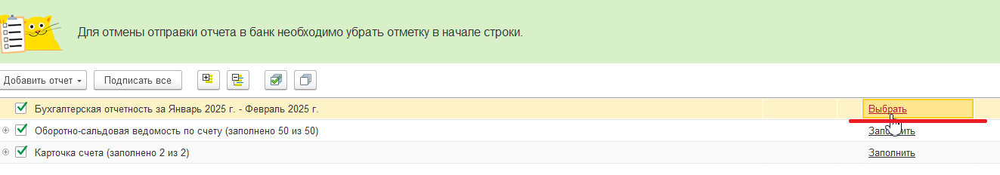 Для отмены отправки отчета в банк необходимо убрать отметку в начале строки.
Добавить отчет Подписать все
Бухгалтерская отчетность за Январь 2025 г. - Февраль 2025 г. Выбрать
Оборотно-сальдовая ведомость по счету (заполнено 50 из 50) Заполнить
Карточка счета (заполнено 2 из 2) Заполнить